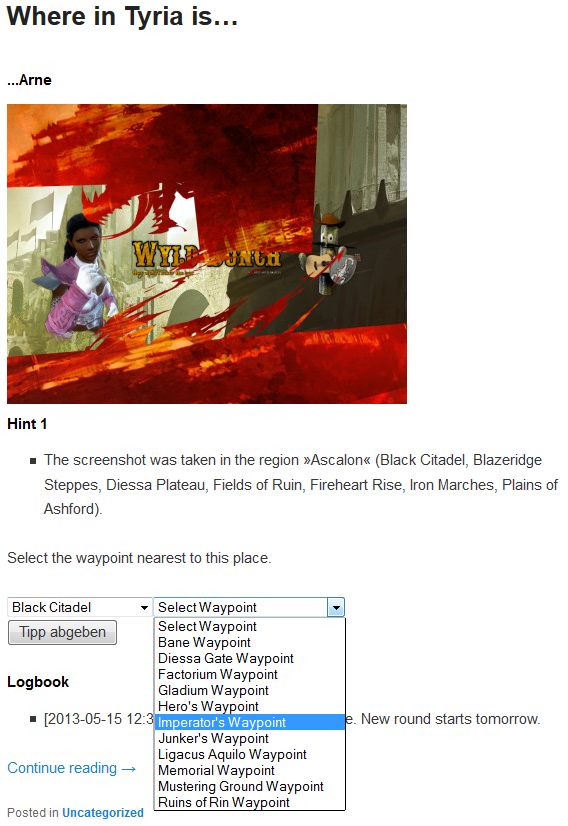 Where in Tyria is…
...Arne
WYLD BUNCH
Hint 1
The screenshot was taken in the region »Ascalon« (Black Citadel, Blazeridge
Steppes, Diessa Plateau, Fields of Ruin, Fireheart Rise, Iron Marches, Plains of
Ashford).
Select the waypoint nearest to this place.
Black Citadel Select Waypoint
Tipp abgeben
Select Waypoint
Bane Waypoint
Diessa Gate Waypoint
Factorium Waypoint
Gladium Waypoint
Hero's Waypoint
Imperator's Waypoint
Junker's Waypoint
Ligacus Aquilo Waypoint
Memorial Waypoint
Mustering Ground Waypoint
Ruins of Rin Waypoint
Logbook
[2013-05-15 12:3 e. New round starts tomorrow.
Continue reading →
Posted in Uncategorized